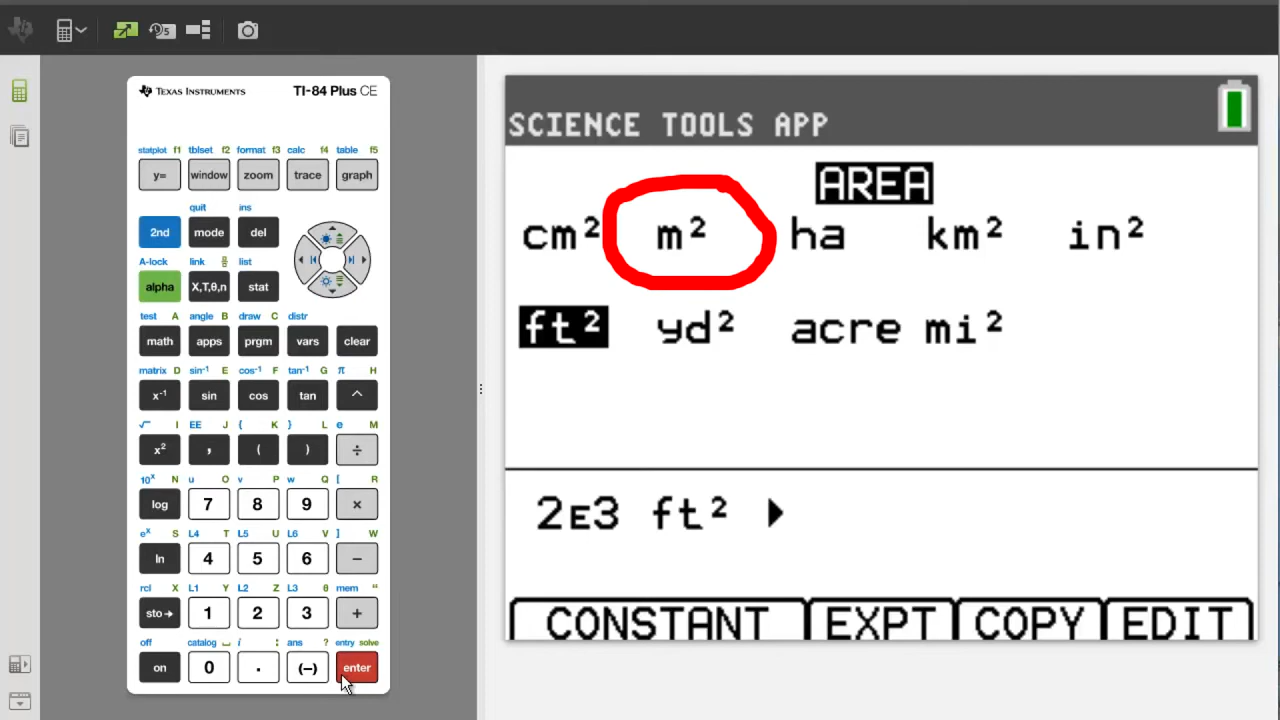 TEXAS INSTRUMENTS TI-84 Plus CE
statplot f1 tblset f2 format f3 calc f4 table f5
y= window zoom trace graph
quit ins
2nd mode del
A-lock link list
alpha X,T,θ,n stat
test A angle B draw C distr
math apps prgm vars clear
matrix D sin⁻¹ E cos⁻¹ F tan⁻¹ G π H
x⁻¹ sin cos tan ^
√ I EE J { K } L e M
x² , ( ) ÷
10ˣ N u O v P w Q [ R
log 7 8 9 ×
eˣ S L4 T L5 U L6 V ] W
ln 4 5 6 −
rcl X L1 Y L2 Z L3 θ mem "
sto→ 1 2 3 +
off catalog ⎵ i : ans ? entry solve
on 0 . (−) enter
SCIENCE TOOLS APP
AREA
cm² m² ha km² in²
ft² yd² acre mi²
2ᴇ3 ft² ▶
CONSTANT EXPT COPY EDIT